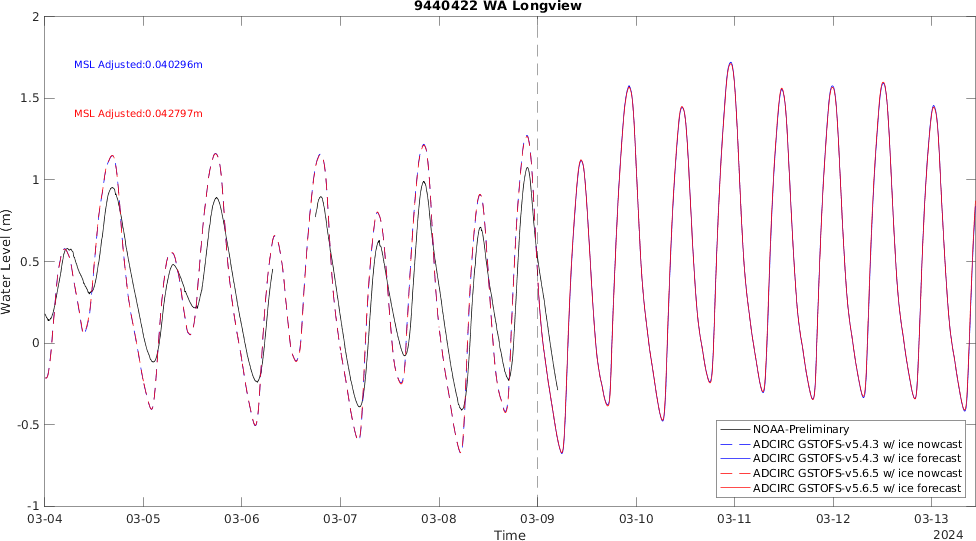 9440422 WA Longview
MSL Adjusted:0.040296m
MSL Adjusted:0.042797m
Water Level (m)
2
1.5
1
0.5
0
-0.5
-1
NOAA-Preliminary
ADCIRC GSTOFS-v5.4.3 w/ ice nowcast
ADCIRC GSTOFS-v5.4.3 w/ ice forecast
ADCIRC GSTOFS-v5.6.5 w/ ice nowcast
ADCIRC GSTOFS-v5.6.5 w/ ice forecast
03-04 03-05 03-06 03-07 03-08 03-09 03-10 03-11 03-12 03-13
Time
2024